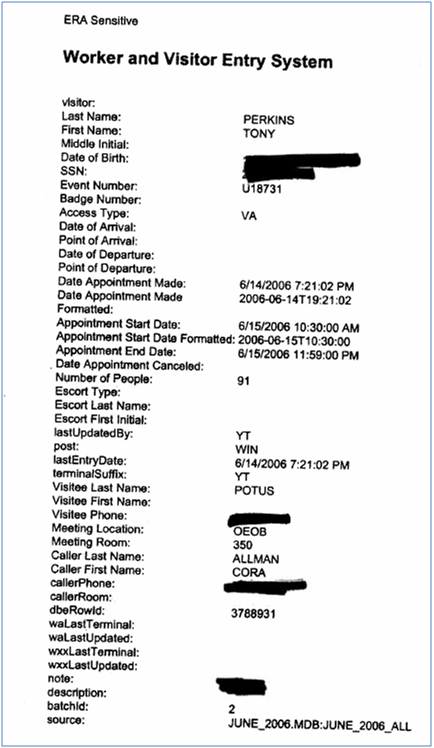 ERA Sensitive
Worker and Visitor Entry System
visitor:
Last Name: PERKINS
First Name: TONY
Middle Initial:
Date of Birth:
SSN:
Event Number: U18731
Badge Number:
Access Type: VA
Date of Arrival:
Point of Arrival:
Date of Departure:
Point of Departure:
Date Appointment Made: 6/14/2006 7:21:02 PM
Date Appointment Made 2006-06-14T19:21:02
Formatted:
Appointment Start Date: 6/15/2006 10:30:00 AM
Appointment Start Date Formatted: 2006-06-15T10:30:00
Appointment End Date: 6/15/2006 11:59:00 PM
Date Appointment Canceled:
Number of People: 91
Escort Type:
Escort Last Name:
Escort First Initial:
lastUpdatedBy: YT
post: WIN
lastEntryDate: 6/14/2006 7:21:02 PM
terminalSuffix: YT
Visitee Last Name: POTUS
Visitee First Name:
Visitee Phone:
Meeting Location: OEOB
Meeting Room: 350
Caller Last Name: ALLMAN
Caller First Name: CORA
callerPhone:
callerRoom:
dbeRowId: 3788931
waLastTerminal:
waLastUpdated:
wxxLastTerminal:
wxxLastUpdated:
note:
description:
batchId: 2
source: JUNE_2006.MDB:JUNE_2006_ALL